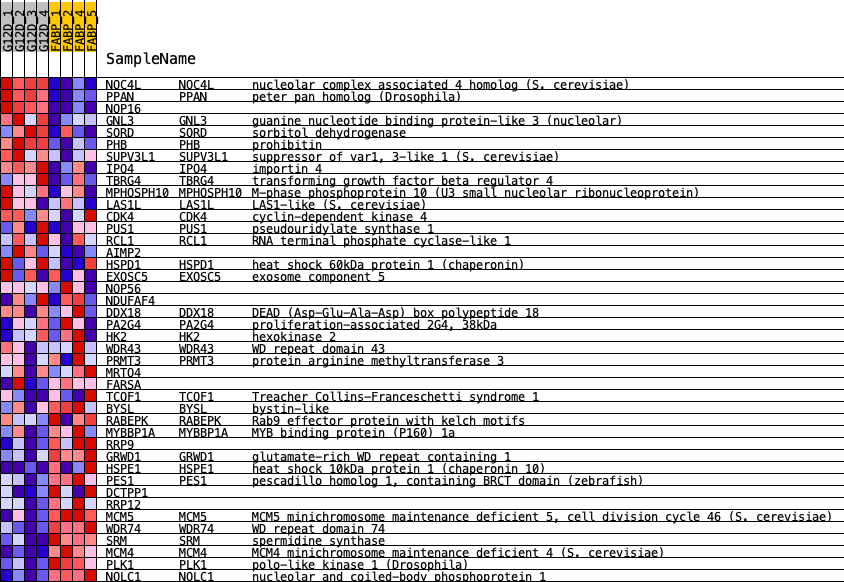 G12D_1
G12D_2
G12D_3
G12D_4
FABP_1
FABP_2
FABP_4
FABP_5
SampleName
NOC4L NOC4L nucleolar complex associated 4 homolog (S. cerevisiae)
PPAN PPAN peter pan homolog (Drosophila)
NOP16
GNL3 GNL3 guanine nucleotide binding protein-like 3 (nucleolar)
SORD SORD sorbitol dehydrogenase
PHB PHB prohibitin
SUPV3L1 SUPV3L1 suppressor of var1, 3-like 1 (S. cerevisiae)
IPO4 IPO4 importin 4
TBRG4 TBRG4 transforming growth factor beta regulator 4
MPHOSPH10 MPHOSPH10 M-phase phosphoprotein 10 (U3 small nucleolar ribonucleoprotein)
LAS1L LAS1L LAS1-like (S. cerevisiae)
CDK4 CDK4 cyclin-dependent kinase 4
PUS1 PUS1 pseudouridylate synthase 1
RCL1 RCL1 RNA terminal phosphate cyclase-like 1
AIMP2
HSPD1 HSPD1 heat shock 60kDa protein 1 (chaperonin)
EXOSC5 EXOSC5 exosome component 5
NOP56
NDUFAF4
DDX18 DDX18 DEAD (Asp-Glu-Ala-Asp) box polypeptide 18
PA2G4 PA2G4 proliferation-associated 2G4, 38kDa
HK2 HK2 hexokinase 2
WDR43 WDR43 WD repeat domain 43
PRMT3 PRMT3 protein arginine methyltransferase 3
MRTO4
FARSA
TCOF1 TCOF1 Treacher Collins-Franceschetti syndrome 1
BYSL BYSL bystin-like
RABEPK RABEPK Rab9 effector protein with kelch motifs
MYBBP1A MYBBP1A MYB binding protein (P160) 1a
RRP9
GRWD1 GRWD1 glutamate-rich WD repeat containing 1
HSPE1 HSPE1 heat shock 10kDa protein 1 (chaperonin 10)
PES1 PES1 pescadillo homolog 1, containing BRCT domain (zebrafish)
DCTPP1
RRP12
MCM5 MCM5 MCM5 minichromosome maintenance deficient 5, cell division cycle 46 (S. cerevisiae)
WDR74 WDR74 WD repeat domain 74
SRM SRM spermidine synthase
MCM4 MCM4 MCM4 minichromosome maintenance deficient 4 (S. cerevisiae)
PLK1 PLK1 polo-like kinase 1 (Drosophila)
NOLC1 NOLC1 nucleolar and coiled-body phosphoprotein 1